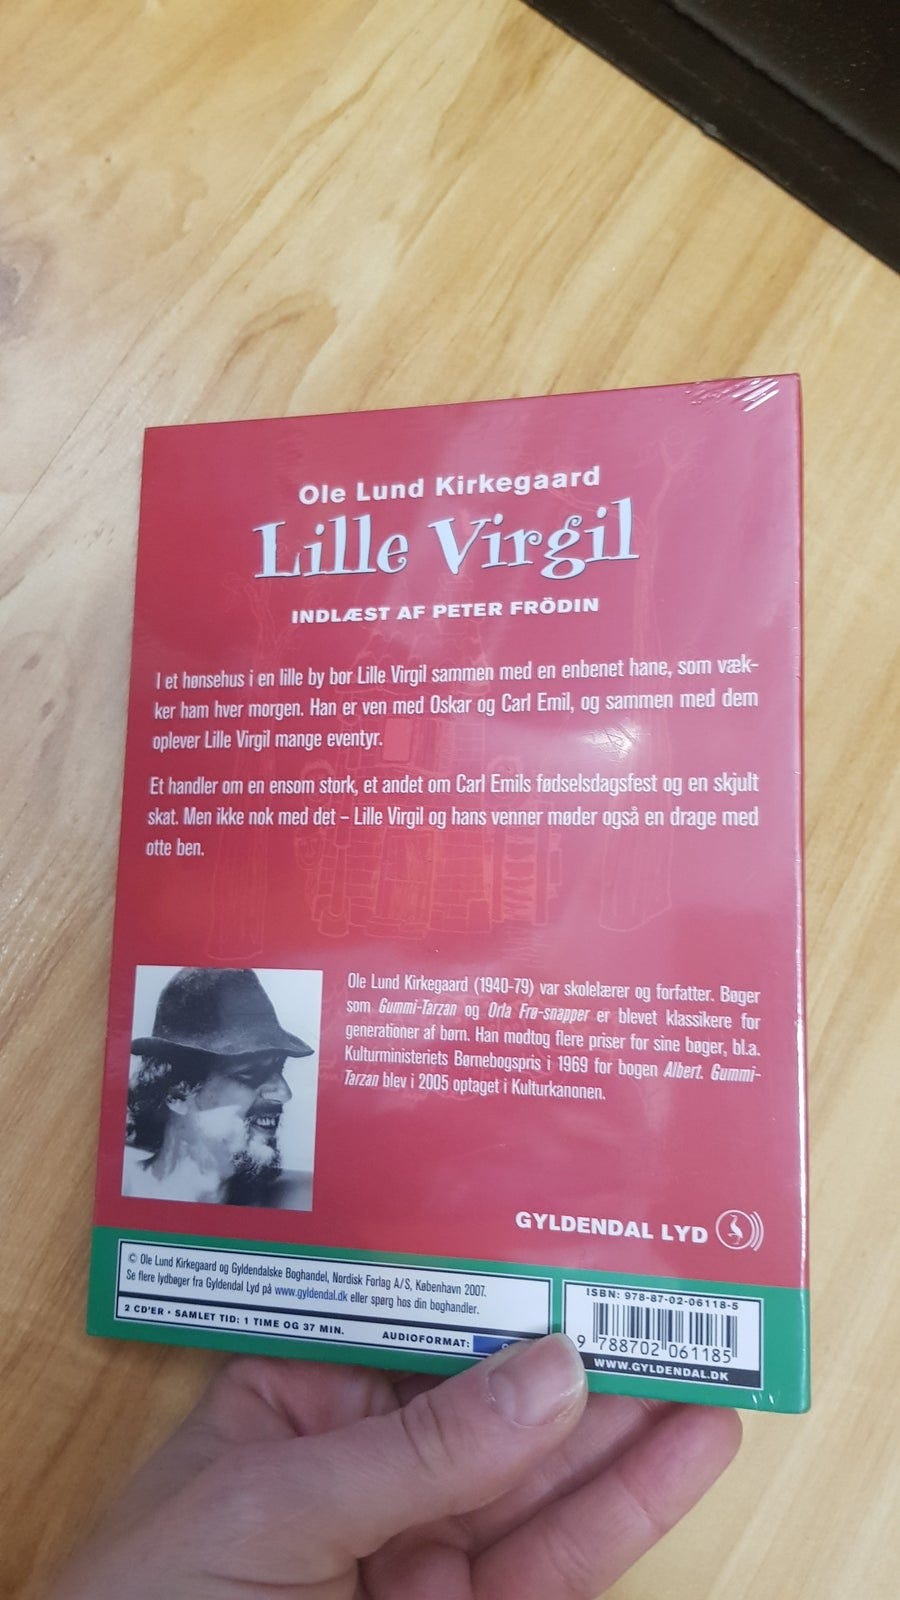 Ole Lund Kirkegaard
Lille Virgil
INDLÆST AF PETER FRÖDIN
I et hønsehus i en lille by bor Lille Virgil sammen med en enbenet hane, som væk-
ker ham hver morgen. Han er ven med Oskar og Carl Emil, og sammen med dem
oplever Lille Virgil mange eventyr.
Et handler om en ensom stork, et andet om Carl Emils fødselsdagsfest og en skjult
skat. Men ikke nok med det – Lille Virgil og hans venner møder også en drage med
otte ben.
Ole Lund Kirkegaard (1940-79) var skolelærer og forfatter. Bøger
som Gummi-Tarzan og Orla Frø-snapper er blevet klassikere for
generationer af børn. Han modtog flere priser for sine bøger, bl.a.
Kulturministeriets Børnebogspris i 1969 for bogen Albert. Gummi-
Tarzan blev i 2005 optaget i Kulturkanonen.
GYLDENDAL LYD
© Ole Lund Kirkegaard og Gyldendalske Boghandel, Nordisk Forlag A/S, København 2007.
Se flere lydbøger fra Gyldendal Lyd på www.gyldendal.dk eller spørg hos din boghandler.
2 CD'ER • SAMLET TID: 1 TIME OG 37 MIN. AUDIOFORMAT:
ISBN: 978-87-02-06118-5
9 788702 061185
WWW.GYLDENDAL.DK